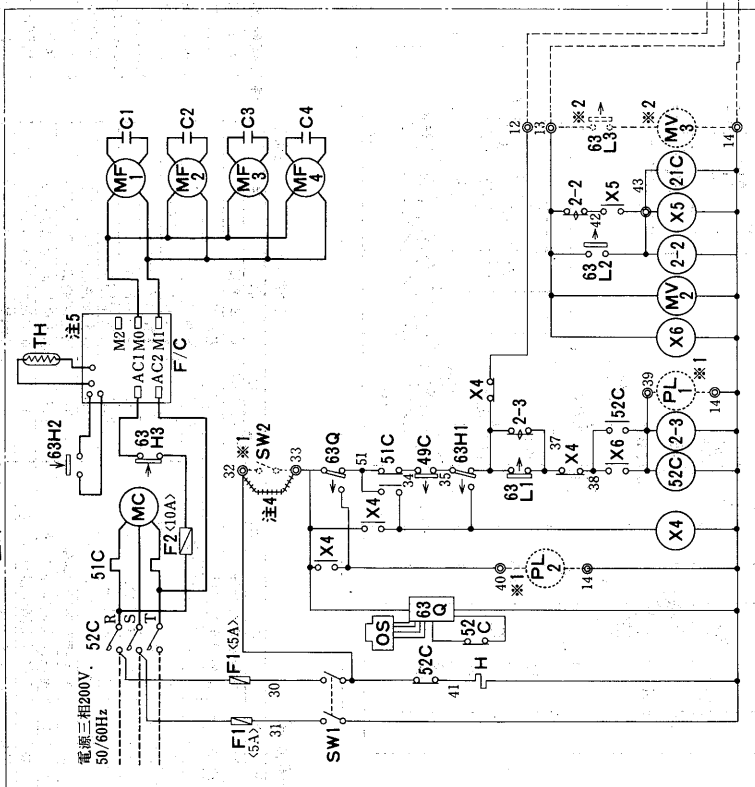 電源三相200V.
50/60Hz
52C
R
S
T
51C
MC
F2<10A>
63H2
63
H3
TH
注5
M2
AC1 M0
AC2 M1
F/C
MF
1
MF
2
MF
3
MF
4
C1
C2
C3
C4
F1<5A>
30
F1
<5A>
31
SW1
52C
41
H
OS
63
Q
52
C
32
※1
SW2
33
注4
63Q
51
51C
49C
63H1
34
35
X4
X4
X4
40
※1
PL
2
14
X4
2-3
63
L1
37
X4
38
X6
52C
39
※1
PL
1
14
52C
2-3
X4
12
13
※2
63
L3
※2
MV
3
14
2-2
X5
42
43
63
L2
21C
X5
2-2
MV
2
X6